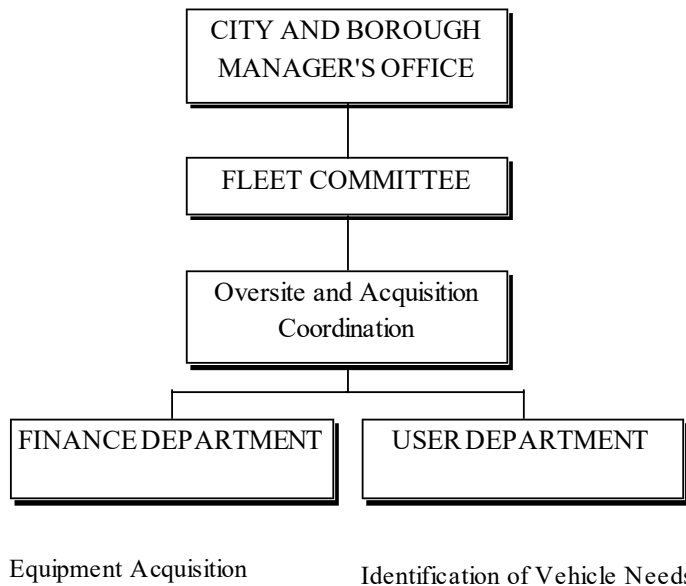 CITY AND BOROUGH
MANAGER'S OFFICE
FLEET COMMITTEE
Oversite and Acquisition
Coordination
FINANCE DEPARTMENT
USER DEPARTMENT
Equipment Acquisition
Identification of Vehicle Needs